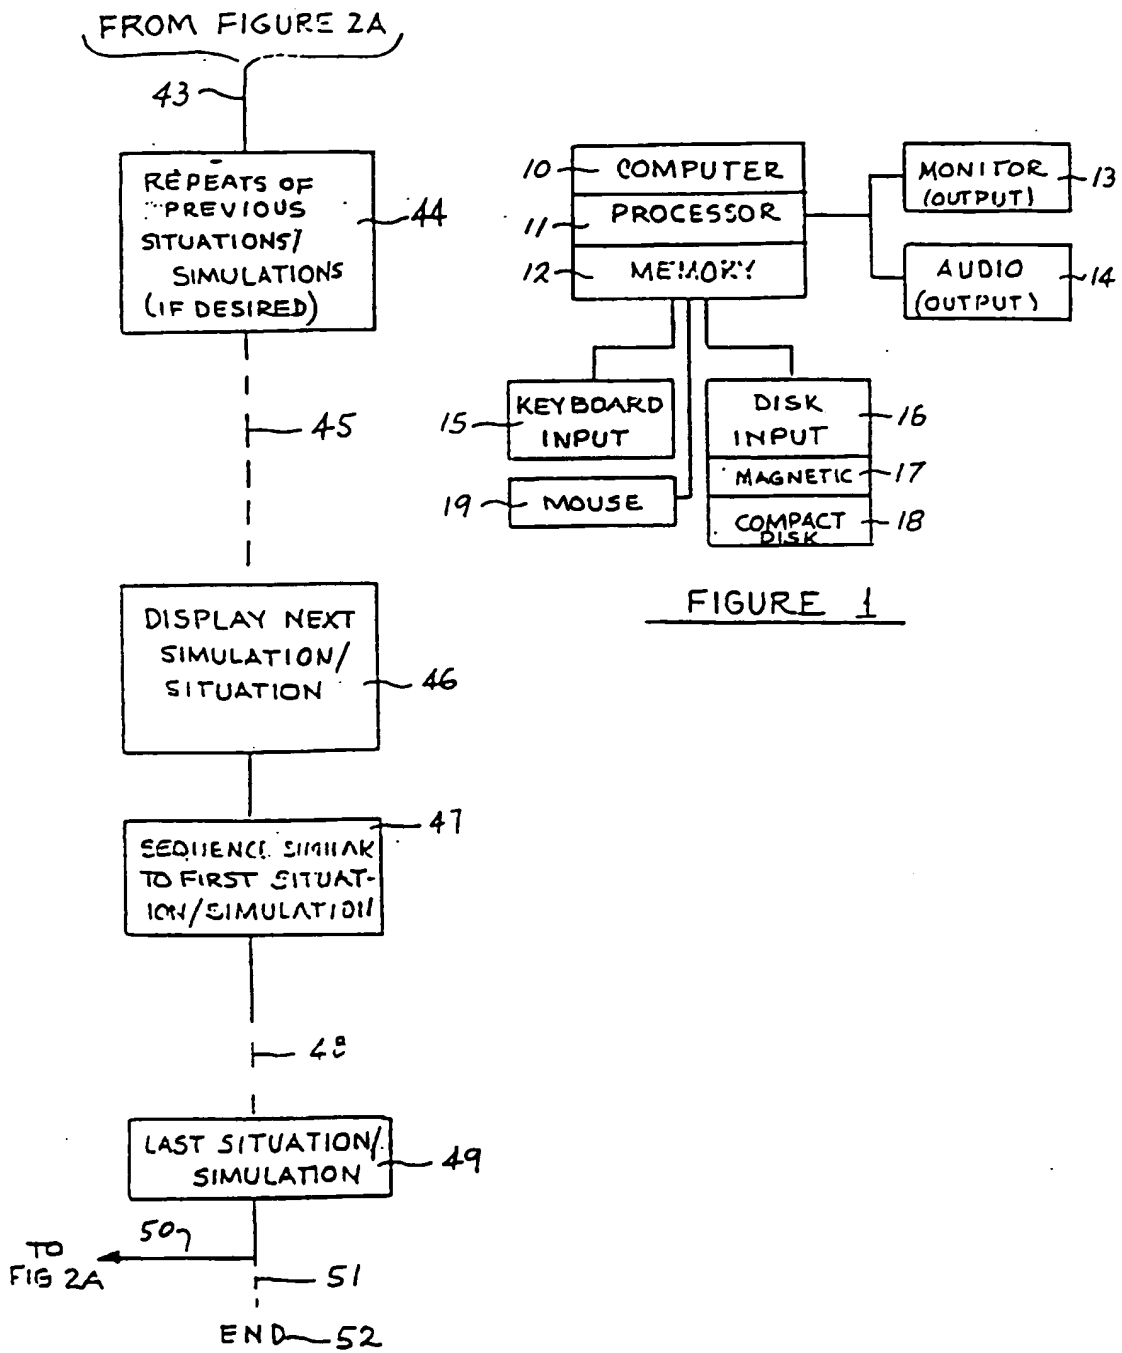 FROM FIGURE 2A
43
REPEATS OF
PREVIOUS
SITUATIONS/
SIMULATIONS
(IF DESIRED)
44
45
DISPLAY NEXT
SIMULATION/
SITUATION
46
47
SEQUENCE SIMILAR
TO FIRST SITUAT-
ION/SIMULATION
48
LAST SITUATION/
SIMULATION
49
50
TO
FIG 2A
51
END 52
10 COMPUTER
11 PROCESSOR
12 MEMORY
MONITOR
(OUTPUT)
13
AUDIO
(OUTPUT)
14
15 KEYBOARD
INPUT
DISK
INPUT
16
MAGNETIC 17
COMPACT
DISK
18
19 MOUSE
FIGURE 1